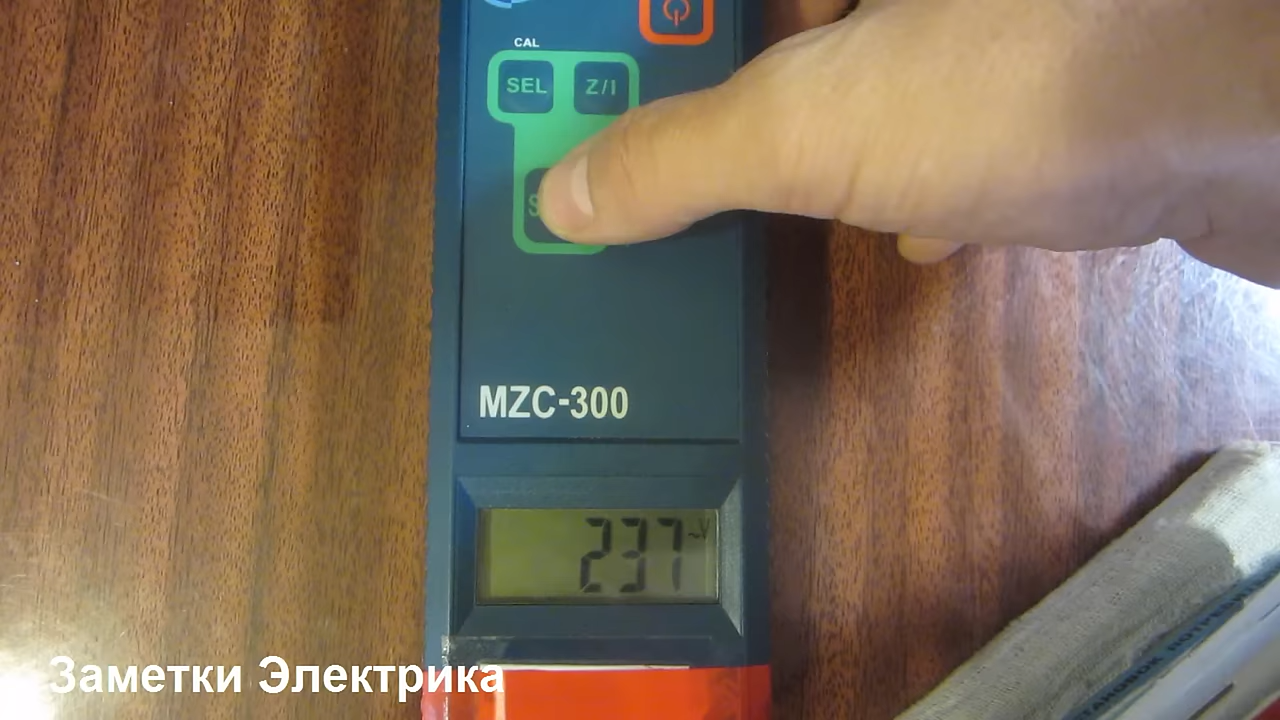 CAL
SEL Z/I
MZC-300
237 ~V
Заметки Электрика